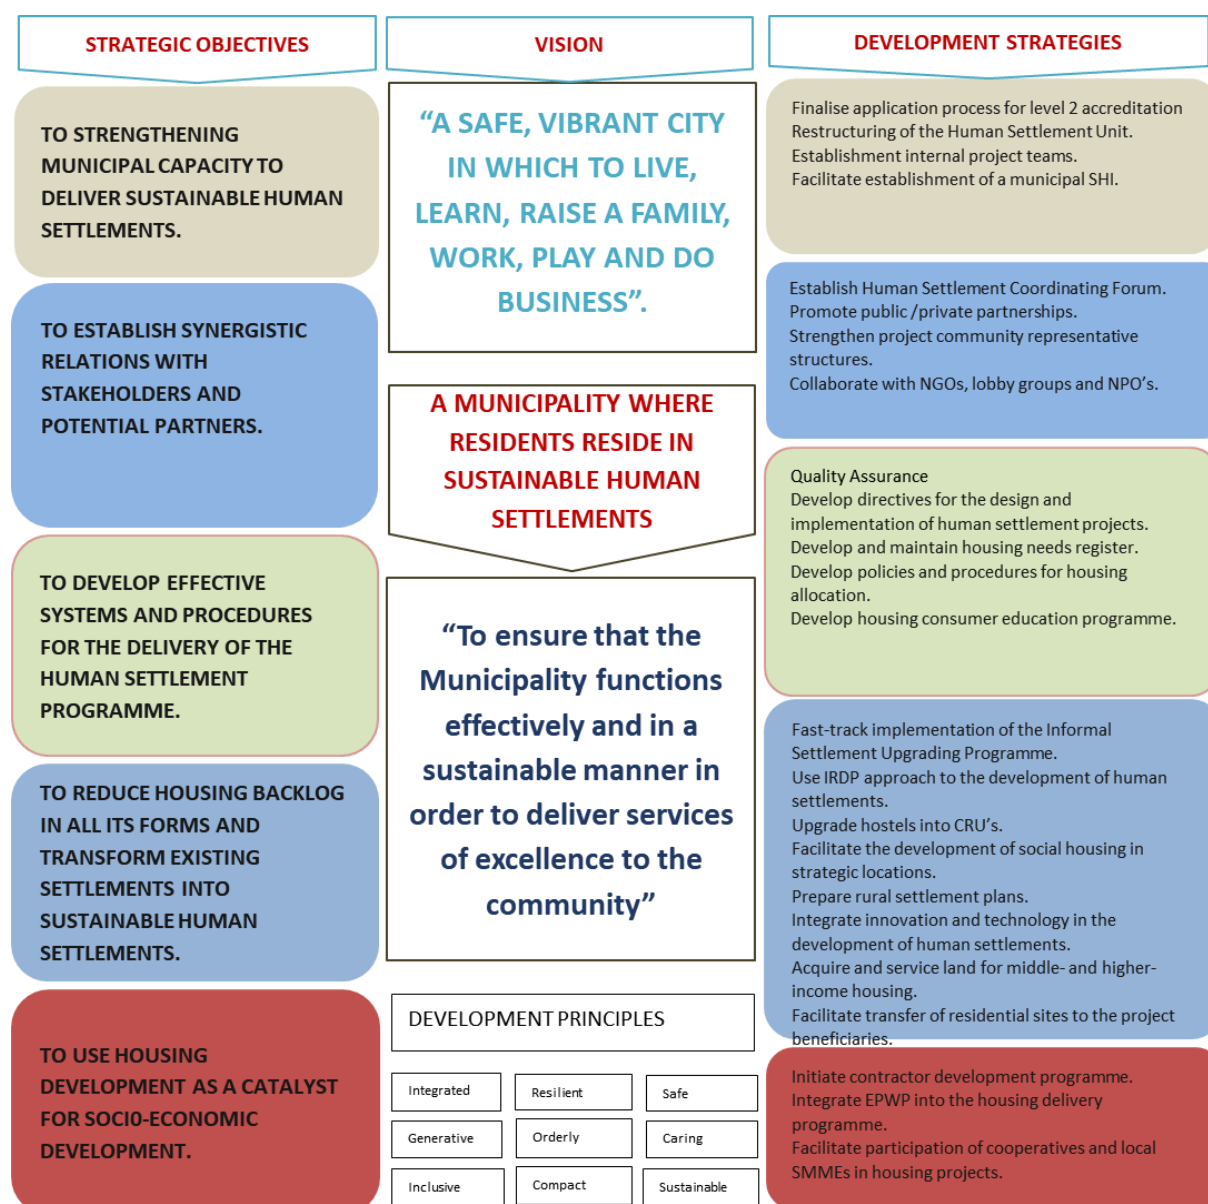 STRATEGIC OBJECTIVES
TO STRENGTHENING
MUNICIPAL CAPACITY TO
DELIVER SUSTAINABLE HUMAN
SETTLEMENTS.
TO ESTABLISH SYNERGISTIC
RELATIONS WITH
STAKEHOLDERS AND
POTENTIAL PARTNERS.
TO DEVELOP EFFECTIVE
SYSTEMS AND PROCEDURES
FOR THE DELIVERY OF THE
HUMAN SETTLEMENT
PROGRAMME.
TO REDUCE HOUSING BACKLOG
IN ALL ITS FORMS AND
TRANSFORM EXISTING
SETTLEMENTS INTO
SUSTAINABLE HUMAN
SETTLEMENTS.
TO USE HOUSING
DEVELOPMENT AS A CATALYST
FOR SOCI0-ECONOMIC
DEVELOPMENT.
VISION
“A SAFE, VIBRANT CITY
IN WHICH TO LIVE,
LEARN, RAISE A FAMILY,
WORK, PLAY AND DO
BUSINESS”.
A MUNICIPALITY WHERE
RESIDENTS RESIDE IN
SUSTAINABLE HUMAN
SETTLEMENTS
“To ensure that the
Municipality functions
effectively and in a
sustainable manner in
order to deliver services
of excellence to the
community”
DEVELOPMENT PRINCIPLES
Integrated Resilient Safe
Generative Orderly Caring
Inclusive Compact Sustainable
DEVELOPMENT STRATEGIES
Finalise application process for level 2 accreditation
Restructuring of the Human Settlement Unit.
Establishment internal project teams.
Facilitate establishment of a municipal SHI.
Establish Human Settlement Coordinating Forum.
Promote public /private partnerships.
Strengthen project community representative
structures.
Collaborate with NGOs, lobby groups and NPO’s.
Quality Assurance
Develop directives for the design and
implementation of human settlement projects.
Develop and maintain housing needs register.
Develop policies and procedures for housing
allocation.
Develop housing consumer education programme.
Fast-track implementation of the Informal
Settlement Upgrading Programme.
Use IRDP approach to the development of human
settlements.
Upgrade hostels into CRU’s.
Facilitate the development of social housing in
strategic locations.
Prepare rural settlement plans.
Integrate innovation and technology in the
development of human settlements.
Acquire and service land for middle- and higher-
income housing.
Facilitate transfer of residential sites to the project
beneficiaries.
Initiate contractor development programme.
Integrate EPWP into the housing delivery
programme.
Facilitate participation of cooperatives and local
SMMEs in housing projects.